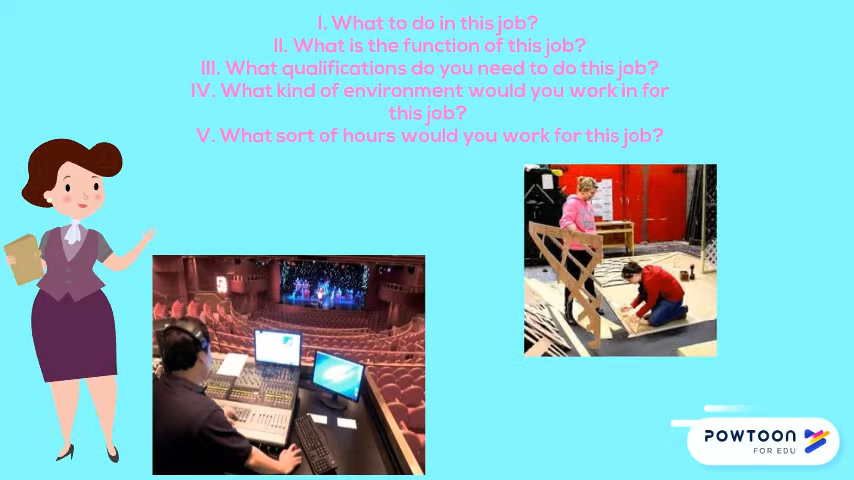 I. What to do in this job?
II. What is the function of this job?
III. What qualifications do you need to do this job?
IV. What kind of environment would you work in for
this job?
V. What sort of hours would you work for this job?
POWTOON
FOR EDU